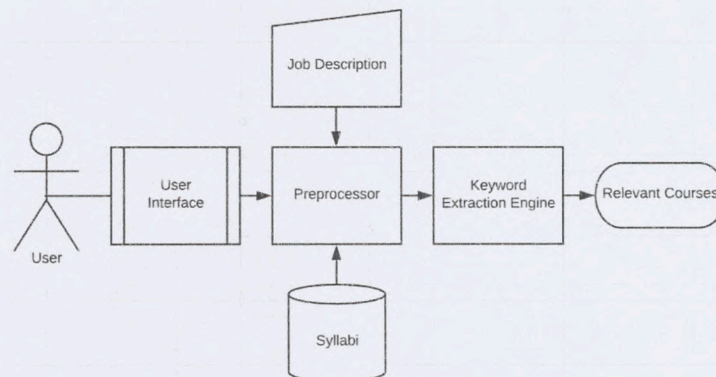 Job Description
User
Interface
Preprocessor
Keyword
Extraction Engine
Relevant Courses
User
Syllabi